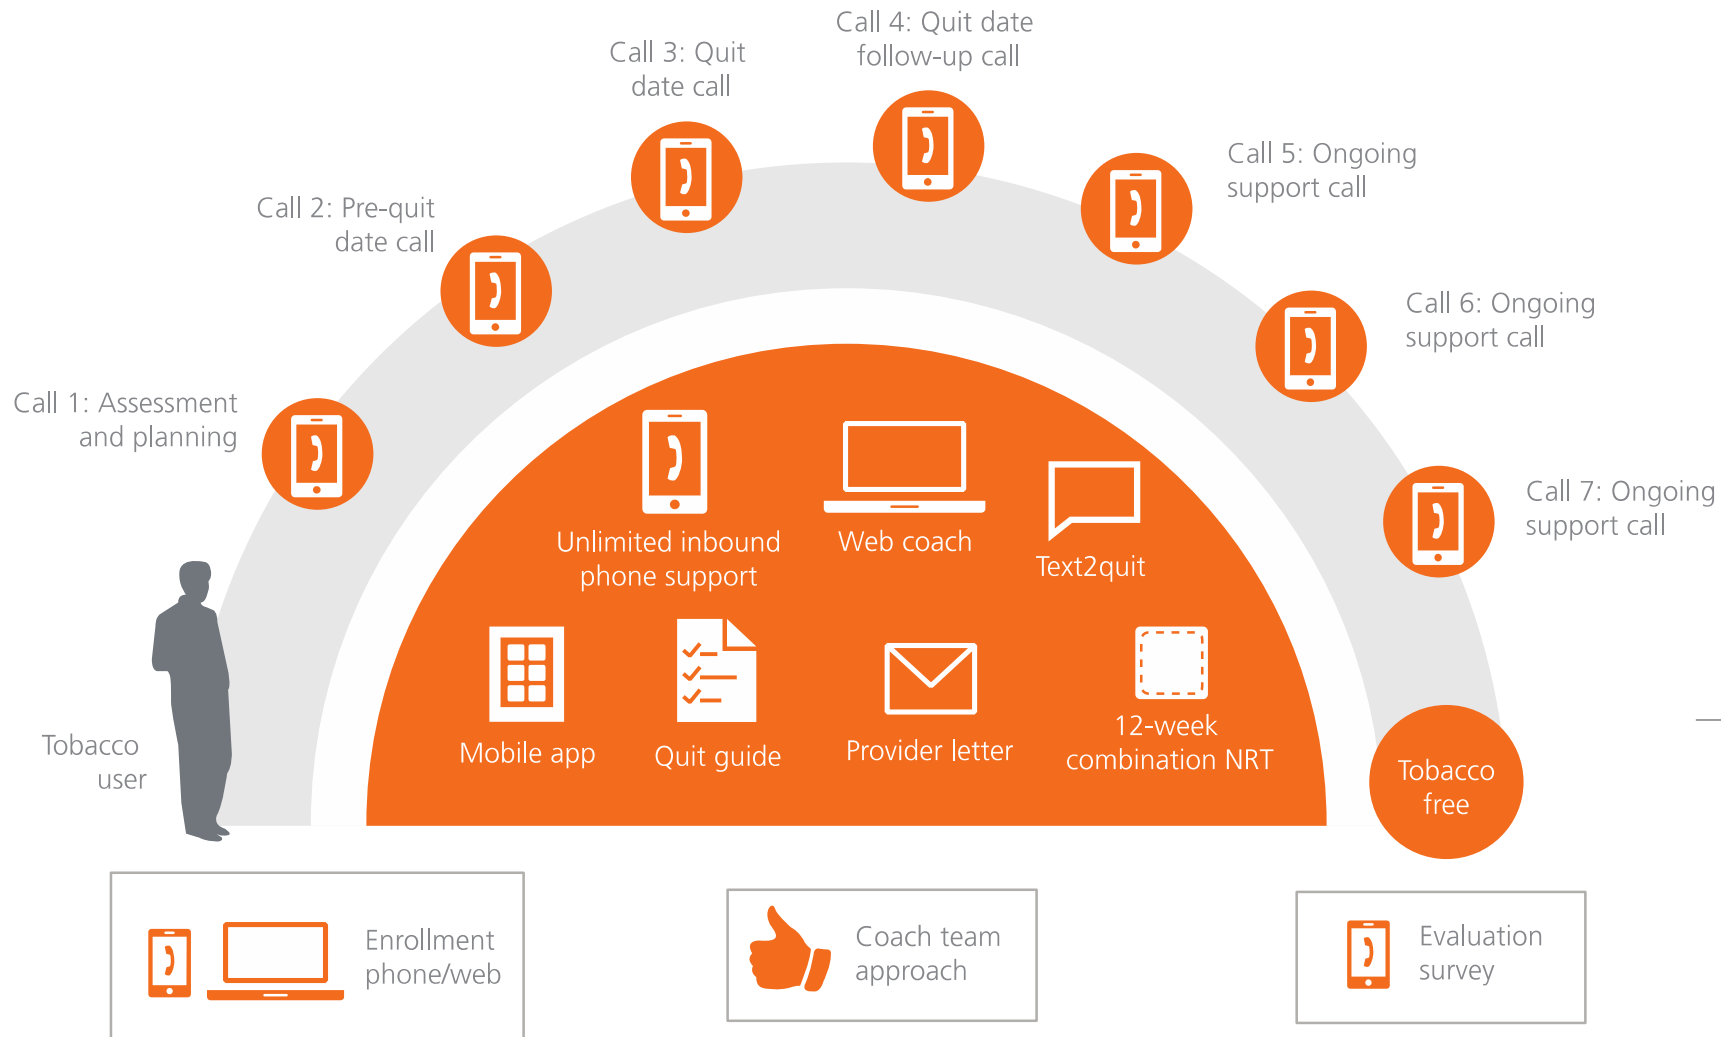 Call 4: Quit date
follow-up call
Call 3: Quit
date call
Call 5: Ongoing
support call
Call 2: Pre-quit
date call
Call 6: Ongoing
support call
Call 1: Assessment
and planning
Call 7: Ongoing
support call
Unlimited inbound
phone support
Web coach
Text2quit
Mobile app
Quit guide
Provider letter
12-week
combination NRT
Tobacco
user
Tobacco
free
Enrollment
phone/web
Coach team
approach
Evaluation
survey